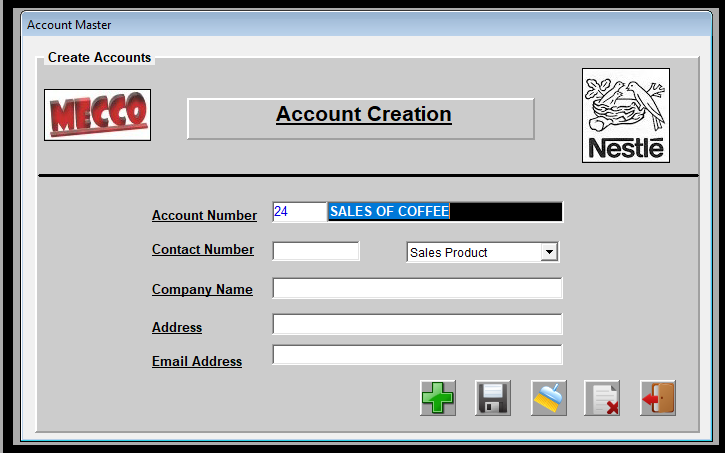 Account Master
Create Accounts
MECCO
Account Creation
Nestlé
Account Number 24 SALES OF COFFEE
Contact Number Sales Product
Company Name
Address
Email Address